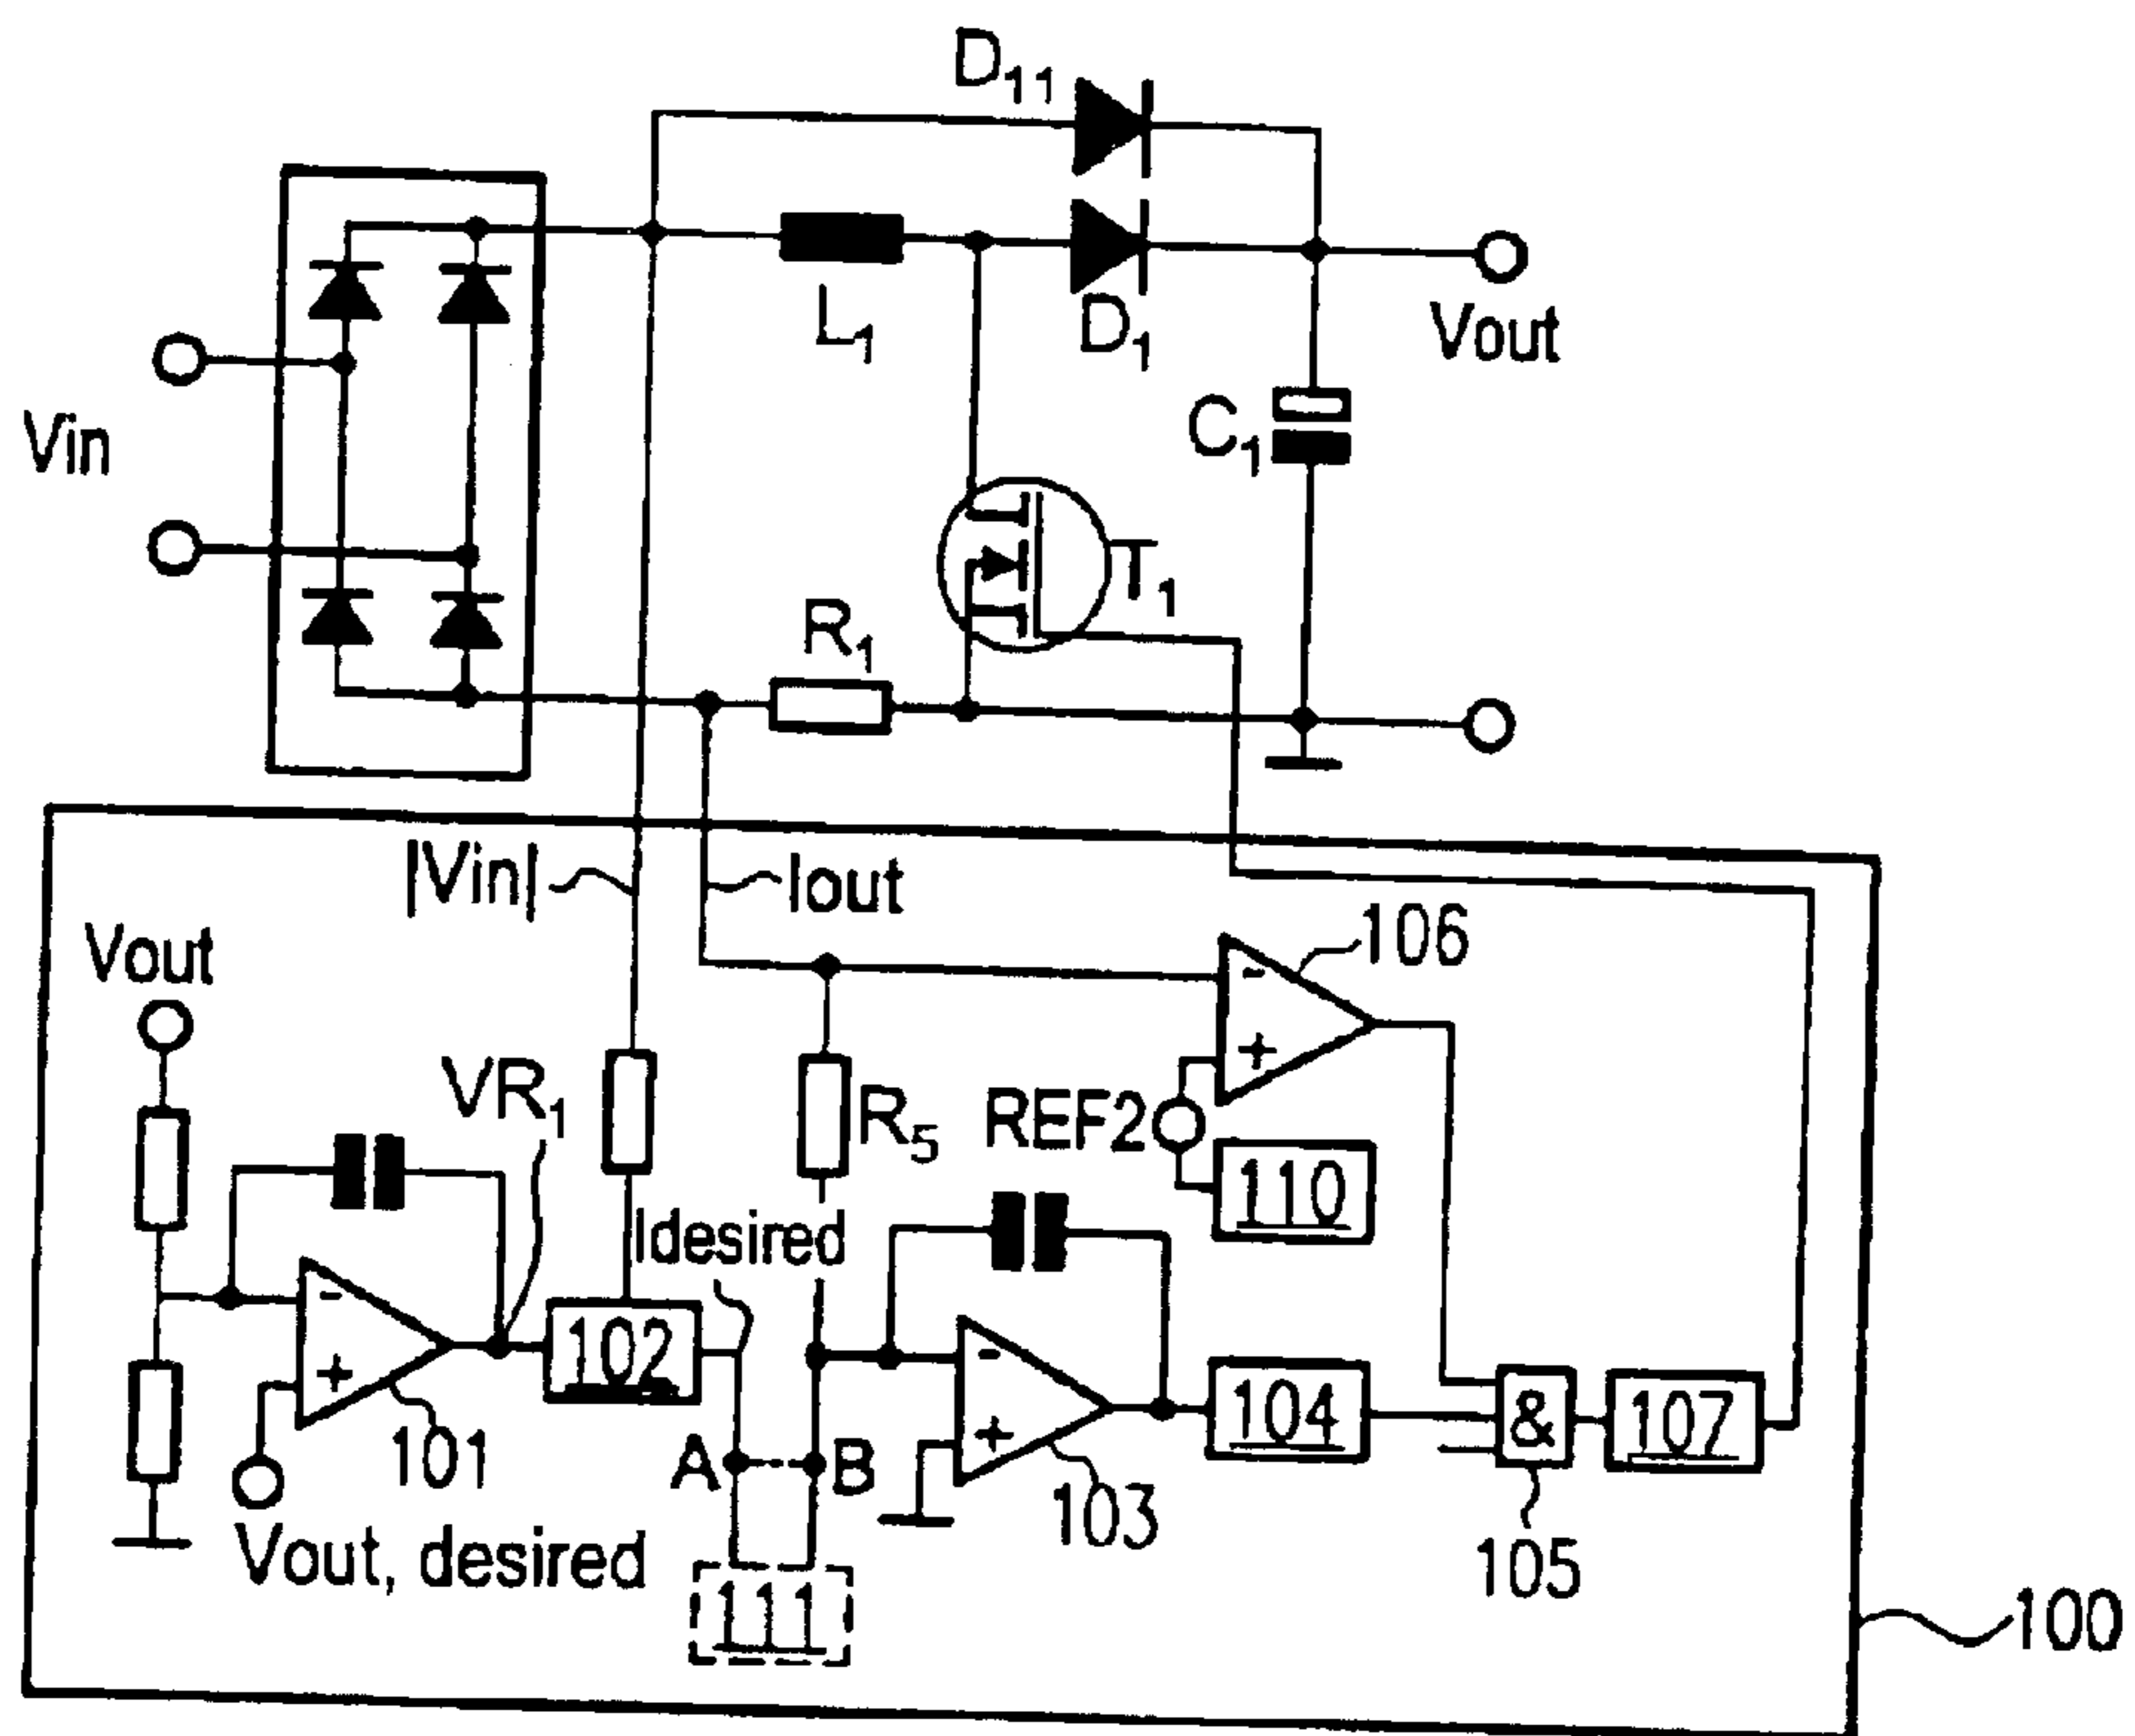 D11
L1
D1
Vout
Vin
C1
T1
R1
|Vin|
Iout
Vout
106
-
+
VR1
R5
REF2
110
Idesired
-
+
102
101
-
+
104
&
107
A
B
103
Vout, desired
105
111
100